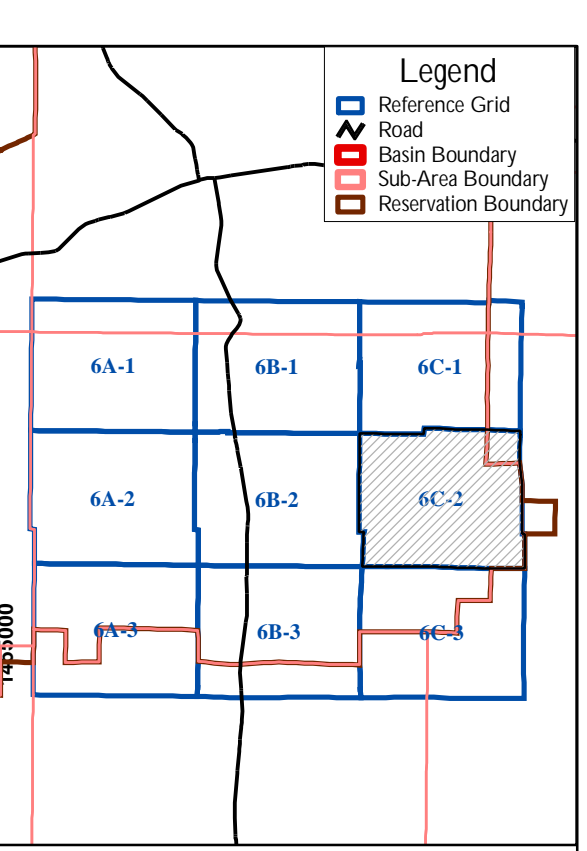 Legend
Reference Grid
Road
Basin Boundary
Sub-Area Boundary
Reservation Boundary
6A-1
6B-1
6C-1
6A-2
6B-2
6C-2
6A-3
6B-3
6C-3